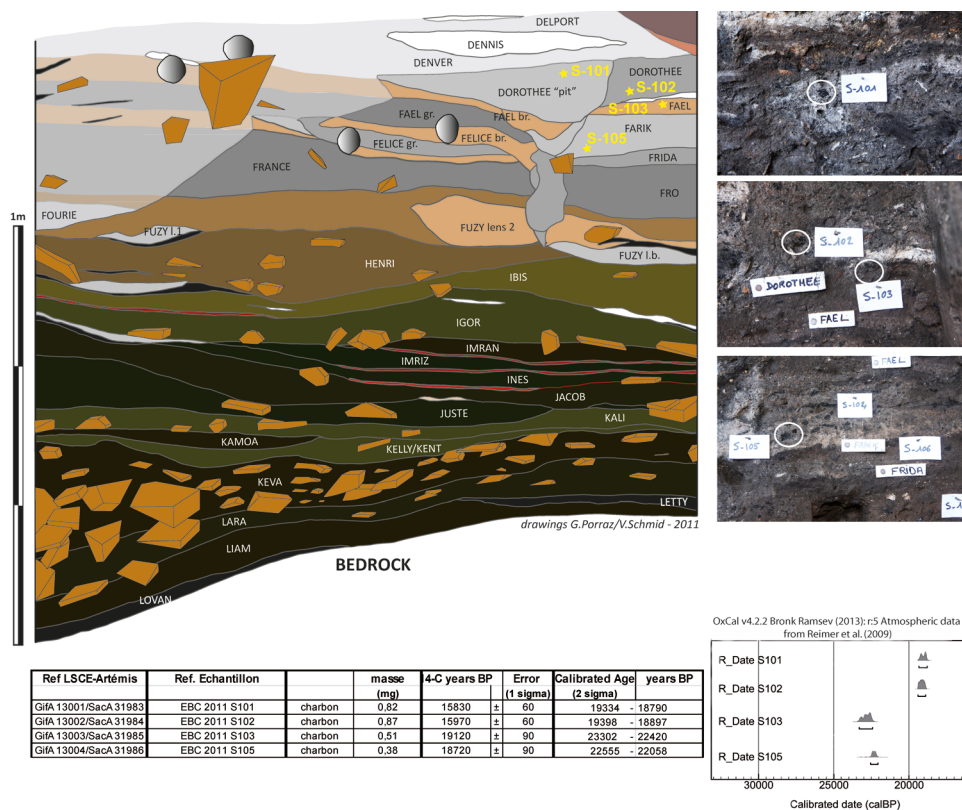 DELPORT
DENNIS
DENVER
S-101
DOROTHEE
DOROTHEE "pit"
S-102
S-103
FAEL
FAEL gr.
FAEL br.
FARIK
FELICE gr.
FELICE br.
S-105
FRANCE
FRIDA
FRO
1m
FOURIE
FUZY l.1
FUZY lens 2
FUZY l.b.
HENRI
IBIS
IGOR
IMRAN
IMRIZ
INES
JACOB
JUSTE
KALI
KAMOA
KELLY/KENT
KEVA
LETTY
LARA
LIAM
LOVAN
drawings G.Porraz/V.Schmid - 2011
BEDROCK
S-101
S-102
DOROTHEE
S-103
FAEL
FAEL
S-102
S-105
S-106
FRIDA
OxCal v4.2.2 Bronk Ramsey (2013): r:5 Atmospheric data
from Reimer et al. (2009)
R_Date S101
R_Date S102
R_Date S103
R_Date S105
30000 25000 20000
Calibrated date (calBP)
Ref LSCE-Artémis Ref. Echantillon masse 14-C years BP Error Calibrated Age years BP
(mg) (1 sigma) (2 sigma)
GifA 13001/SacA 31983 EBC 2011 S101 charbon 0,82 15830 ± 60 19334 - 18790
GifA 13002/SacA 31984 EBC 2011 S102 charbon 0,87 15970 ± 60 19398 - 18897
GifA 13003/SacA 31985 EBC 2011 S103 charbon 0,51 19120 ± 90 23302 - 22420
GifA 13004/SacA 31986 EBC 2011 S105 charbon 0,38 18720 ± 90 22555 - 22058